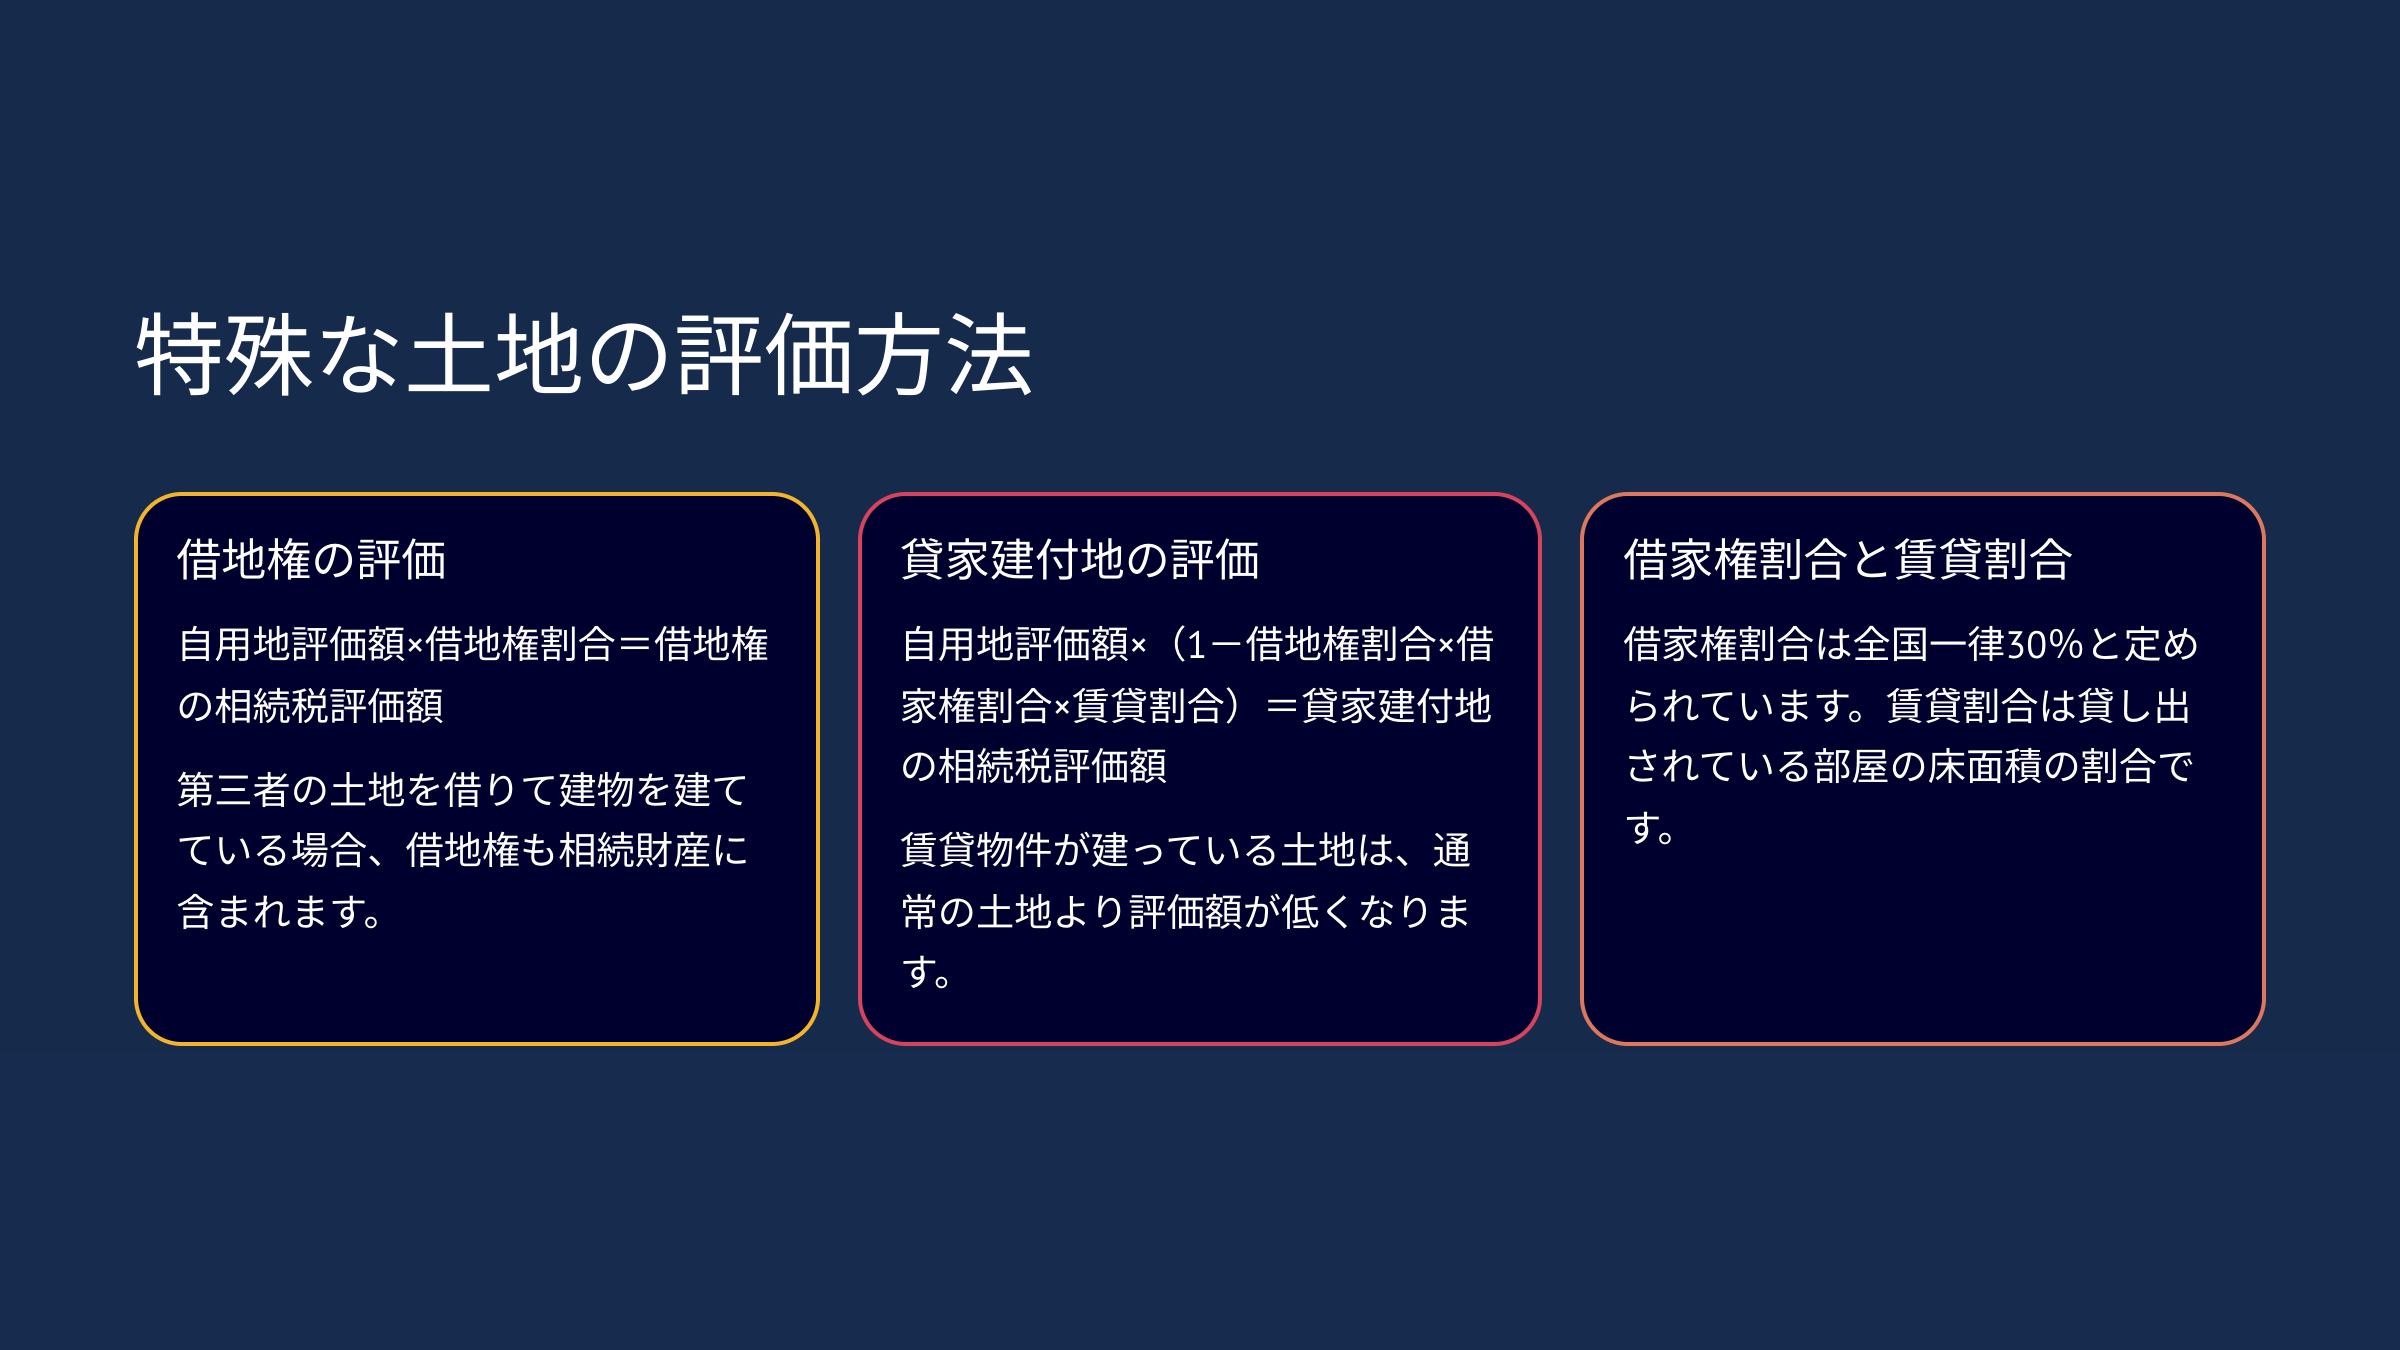 特殊な土地の評価方法
借地権の評価
自用地評価額×借地権割合＝借地権
の相続税評価額
第三者の土地を借りて建物を建て
ている場合、借地権も相続財産に
含まれます。
貸家建付地の評価
自用地評価額×（1－借地権割合×借
家権割合×賃貸割合）＝貸家建付地
の相続税評価額
賃貸物件が建っている土地は、通
常の土地より評価額が低くなりま
す。
借家権割合と賃貸割合
借家権割合は全国一律30％と定め
られています。賃貸割合は貸し出
されている部屋の床面積の割合で
す。